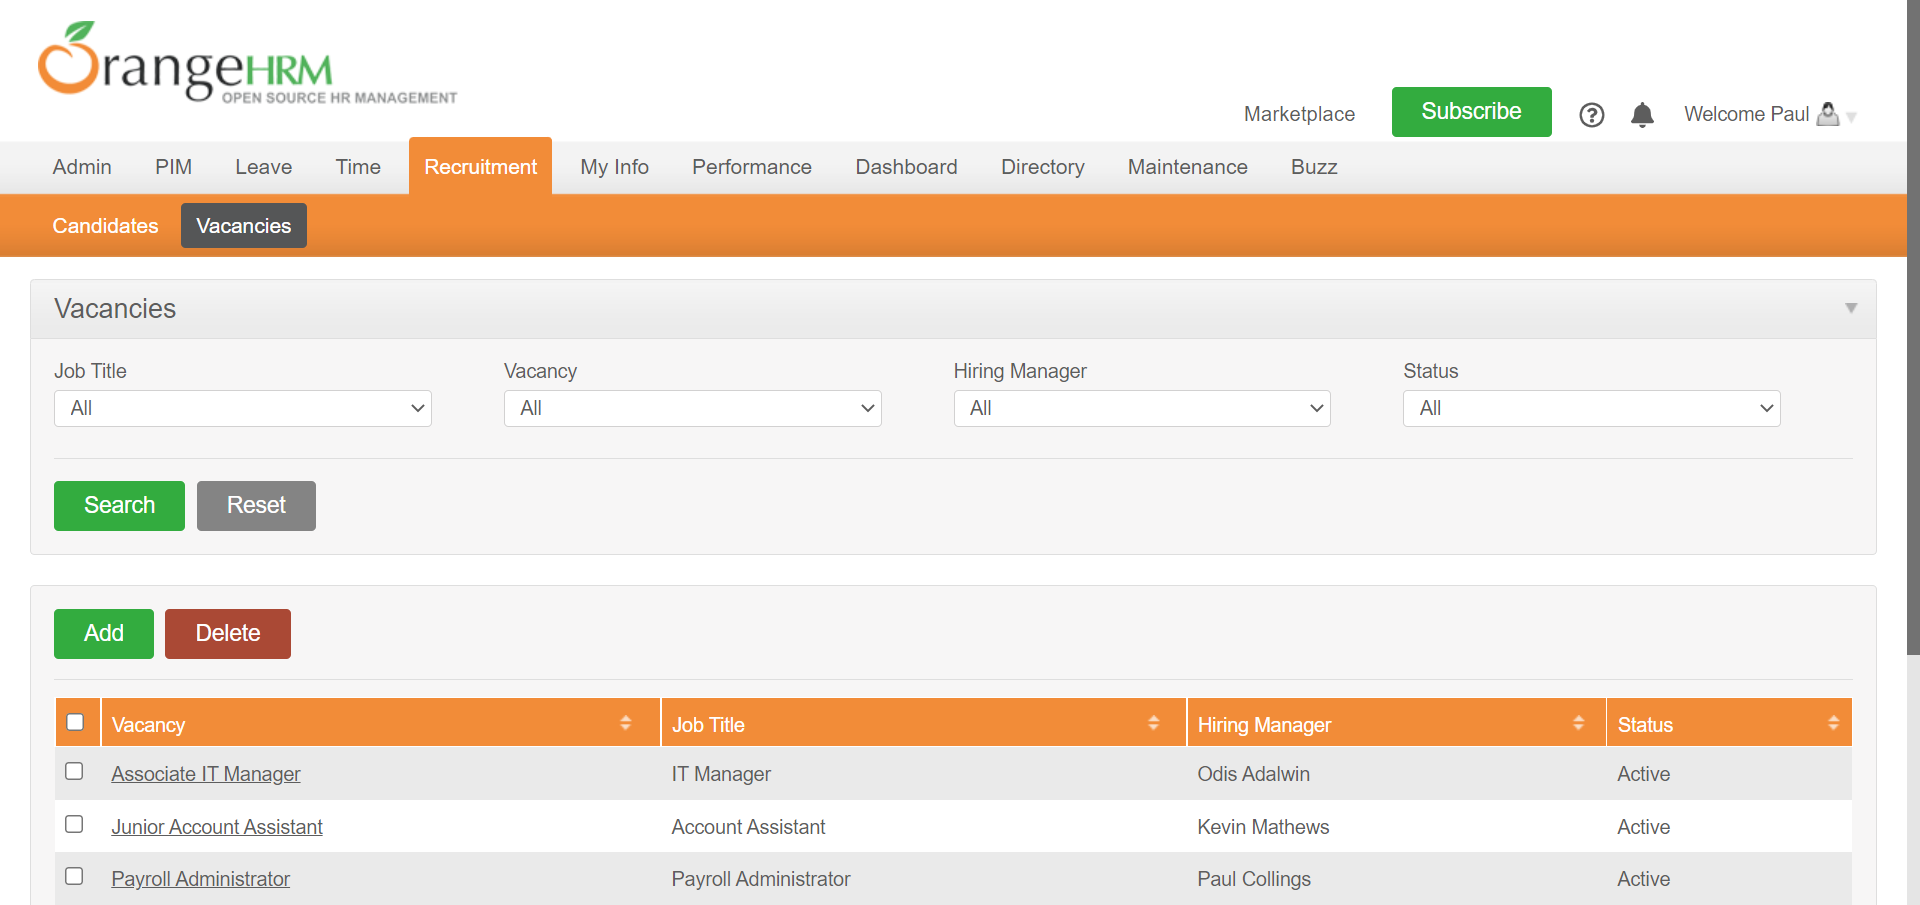 OrangeHRM
OPEN SOURCE HR MANAGEMENT
Marketplace
Subscribe
Welcome Paul
Admin PIM Leave Time Recruitment My Info Performance Dashboard Directory Maintenance Buzz
Candidates Vacancies
Vacancies
Job Title Vacancy Hiring Manager Status
All All All All
Search Reset
Add Delete
Vacancy Job Title Hiring Manager Status
Associate IT Manager IT Manager Odis Adalwin Active
Junior Account Assistant Account Assistant Kevin Mathews Active
Payroll Administrator Payroll Administrator Paul Collings Active